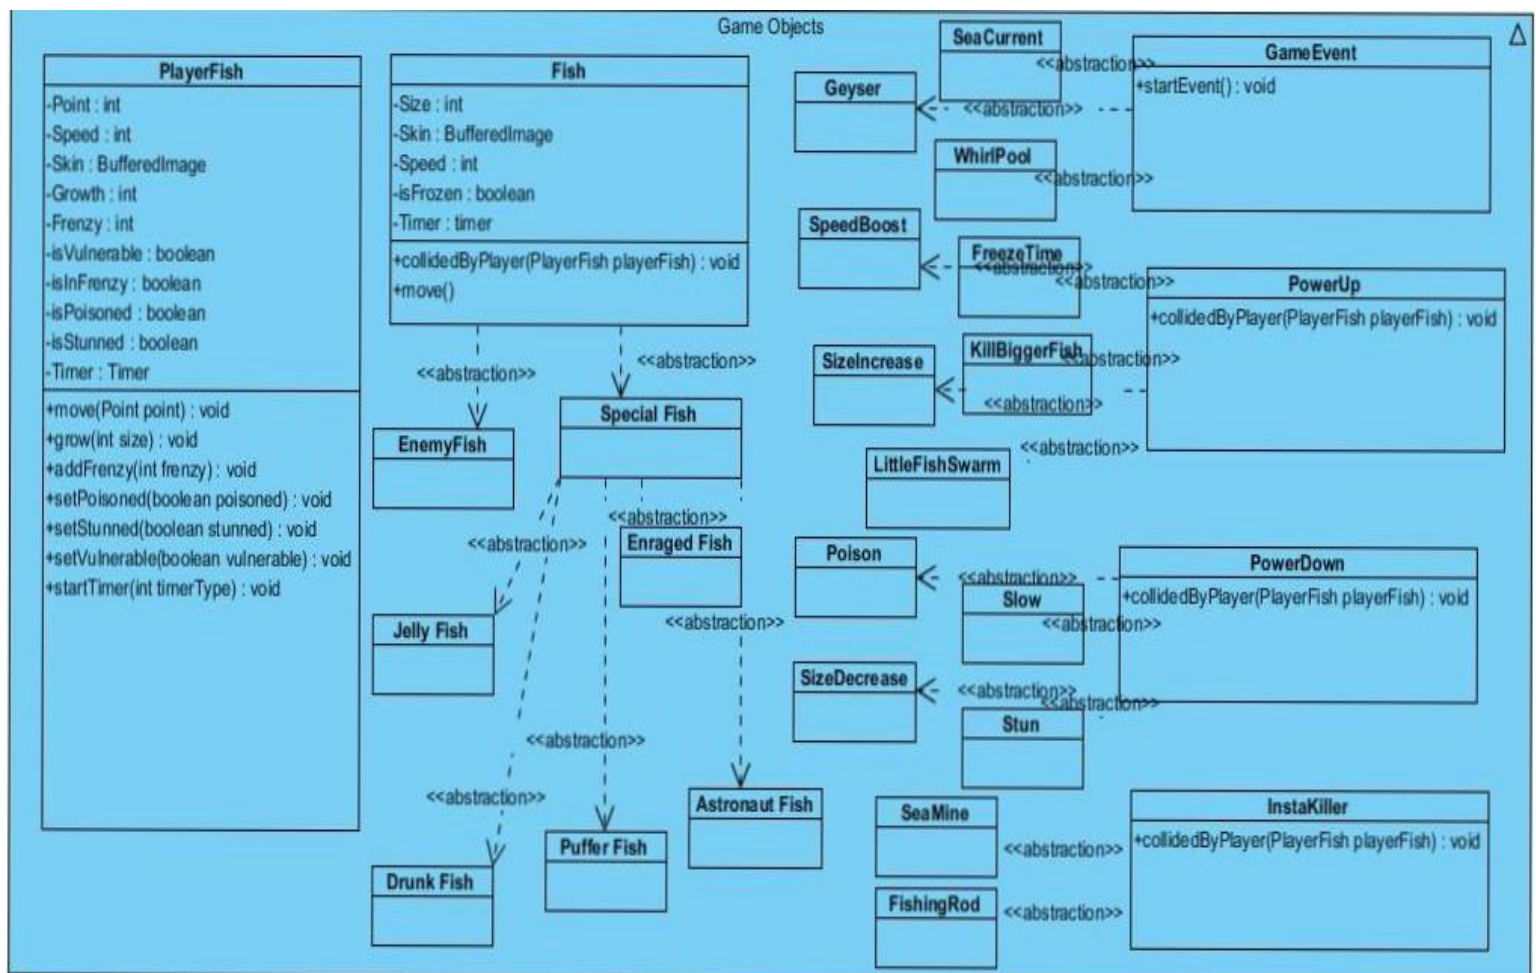 Game Objects
PlayerFish
-Point : int
-Speed : int
-Skin : BufferedImage
-Growth : int
-Frenzy : int
-isVulnerable : boolean
-isInFrenzy : boolean
-isPoisoned : boolean
-isStunned : boolean
-Timer : Timer
+move(Point point) : void
+grow(int size) : void
+addFrenzy(int frenzy) : void
+setPoisoned(boolean poisoned) : void
+setStunned(boolean stunned) : void
+setVulnerable(boolean vulnerable) : void
+startTimer(int timerType) : void
Fish
-Size : int
-Skin : BufferedImage
-Speed : int
-isFrozen : boolean
-Timer : timer
+collidedByPlayer(PlayerFish playerFish) : void
+move()
<<abstraction>>
<<abstraction>>
EnemyFish
Special Fish
<<abstraction>>
<<abstraction>>
Enraged Fish
<<abstraction>>
Jelly Fish
<<abstraction>>
<<abstraction>>
Astronaut Fish
Puffer Fish
Drunk Fish
SeaCurrent
<<abstraction>>
GameEvent
+startEvent() : void
Geyser
<<abstraction>>
WhirlPool
<<abstraction>>
SpeedBoost
FreezeTime
<<abstraction>>
<<abstraction>>
PowerUp
+collidedByPlayer(PlayerFish playerFish) : void
SizeIncrease
KillBiggerFish
<<abstraction>>
<<abstraction>>
<<abstraction>>
LittleFishSwarm
Poison
<<abstraction>>
PowerDown
+collidedByPlayer(PlayerFish playerFish) : void
Slow
<<abstraction>>
SizeDecrease
<<abstraction>>
<<abstraction>>
Stun
SeaMine
<<abstraction>>
InstaKiller
+collidedByPlayer(PlayerFish playerFish) : void
FishingRod
<<abstraction>>